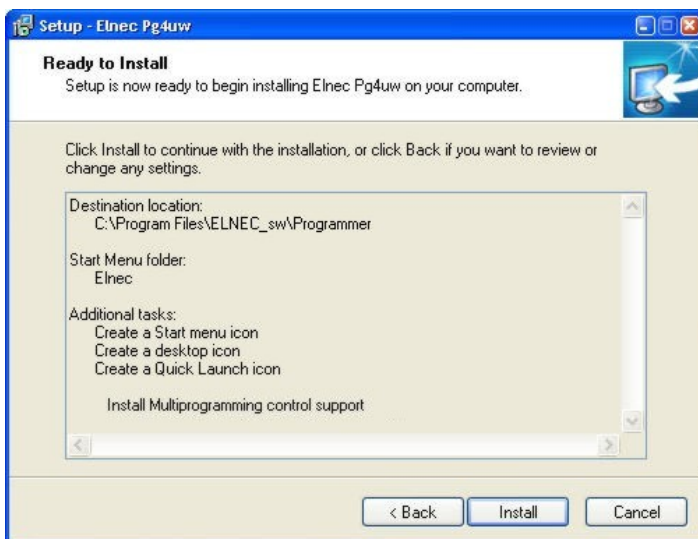 Setup - Elnec Pg4uw
Ready to Install
Setup is now ready to begin installing Elnec Pg4uw on your computer.
Click Install to continue with the installation, or click Back if you want to review or
change any settings.
Destination location:
C:\Program Files\ELNEC_sw\Programmer
Start Menu folder:
Elnec
Additional tasks:
Create a Start menu icon
Create a desktop icon
Create a Quick Launch icon
Install Multiprogramming control support
< Back
Install
Cancel